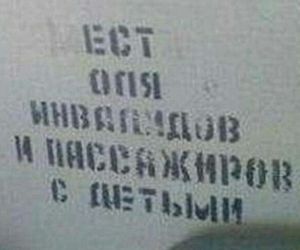 ЕСТ
ДЛЯ
ИНВАЛИДОВ
И ПАССАЖИРОВ
С ДЕТЬМИ